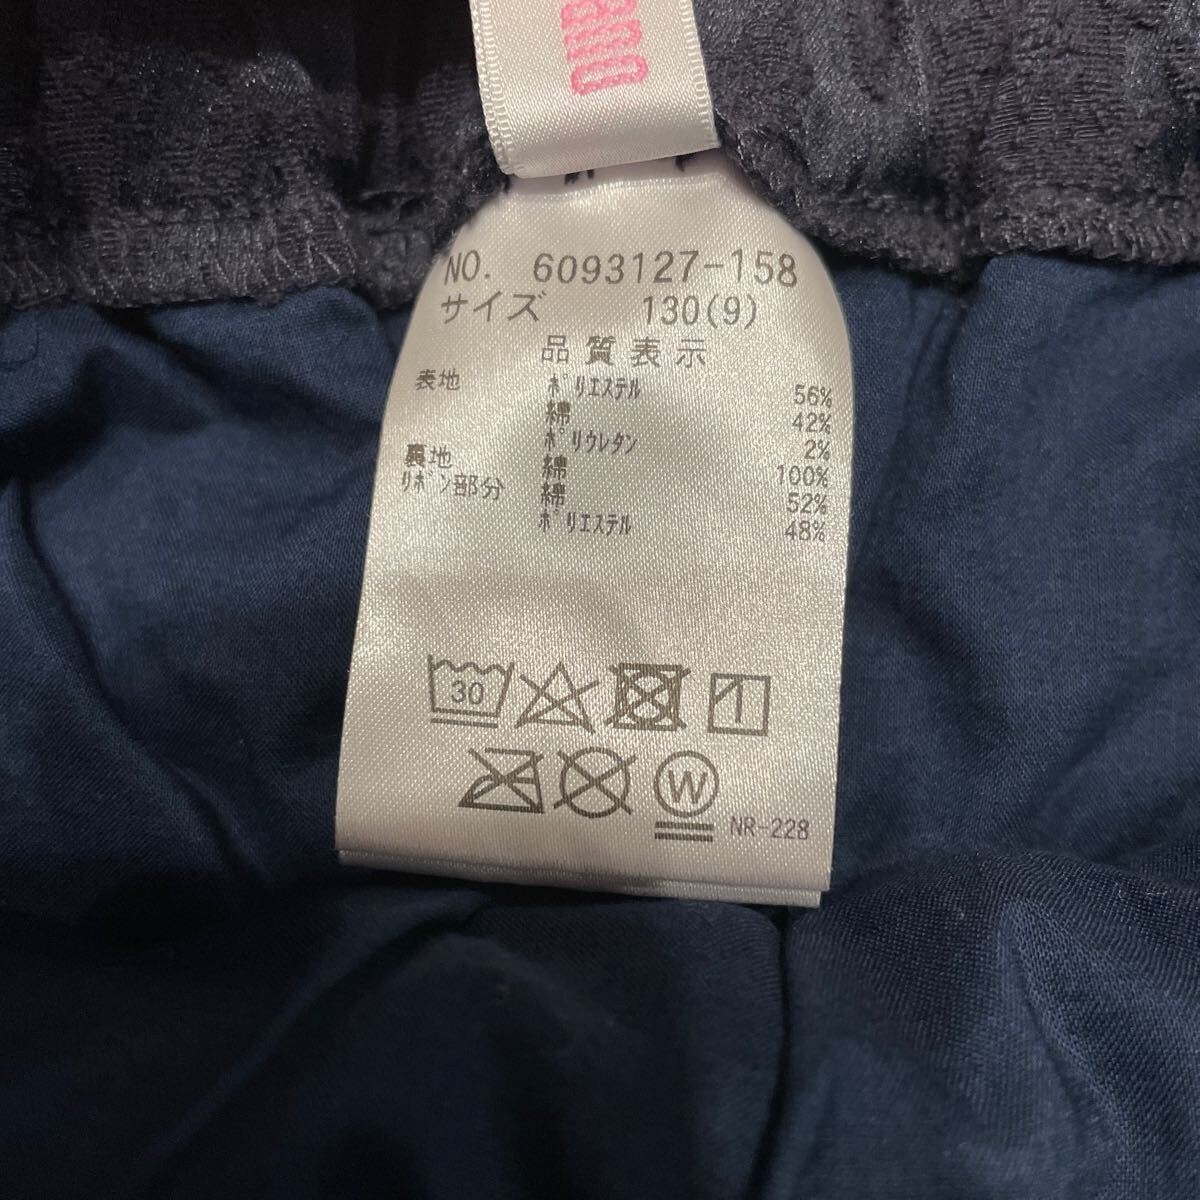 NO. 6093127-158
サイズ 130(9)
品質表示
表地 ポリエステル 56%
綿 42%
ポリウレタン 2%
裏地 綿 100%
リボン部分 綿 52%
ポリエステル 48%
30
W
NR-228